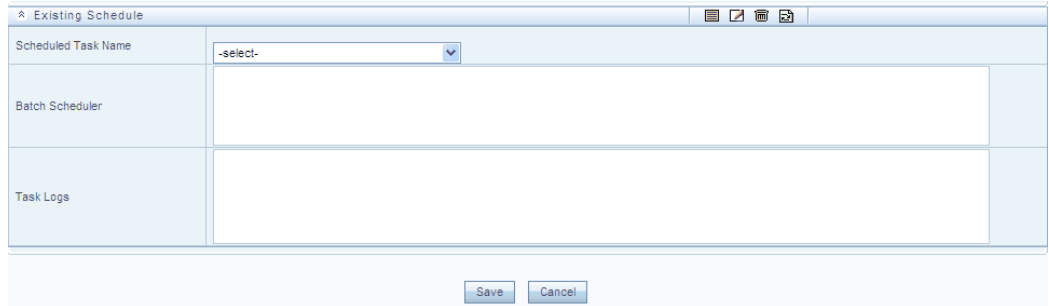 Existing Schedule
Scheduled Task Name
-select-
Batch Scheduler
Task Logs
Save Cancel